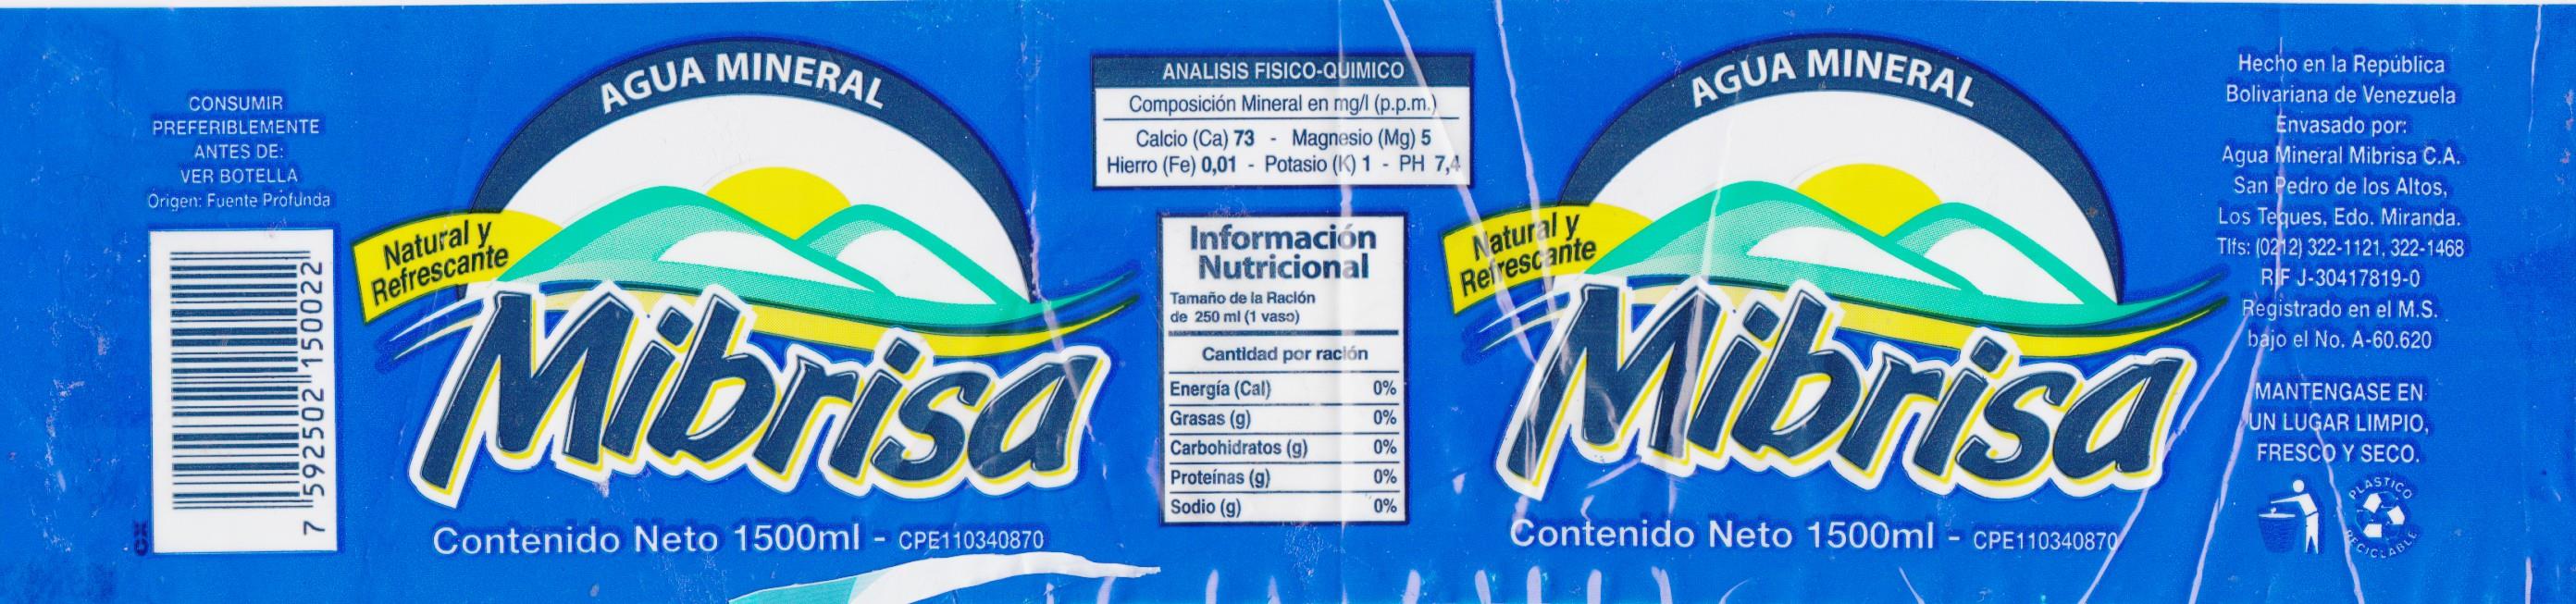 CONSUMIR
PREFERIBLEMENTE
ANTES DE:
VER BOTELLA
Origen: Fuente Profunda
7 592502 150022
CX
AGUA MINERAL
Natural y
Refrescante
Mibrisa
Contenido Neto 1500ml - CPE110340870
ANALISIS FISICO-QUIMICO
Composición Mineral en mg/l (p.p.m.)
Calcio (Ca) 73 - Magnesio (Mg) 5
Hierro (Fe) 0,01 - Potasio (K) 1 - PH 7,4
Información
Nutricional
Tamaño de la Ración
de 250 ml (1 vaso)
Cantidad por ración
Energía (Cal) 0%
Grasas (g) 0%
Carbohidratos (g) 0%
Proteínas (g) 0%
Sodio (g) 0%
AGUA MINERAL
Natural y
Refrescante
Mibrisa
Contenido Neto 1500ml - CPE110340870
Hecho en la República
Bolivariana de Venezuela
Envasado por:
Agua Mineral Mibrisa C.A.
San Pedro de los Altos,
Los Teques, Edo. Miranda.
Tlfs: (0212) 322-1121, 322-1468
RIF J-30417819-0
Registrado en el M.S.
bajo el No. A-60.620
MANTENGASE EN
UN LUGAR LIMPIO,
FRESCO Y SECO.
PLASTICO
RECICLABLE